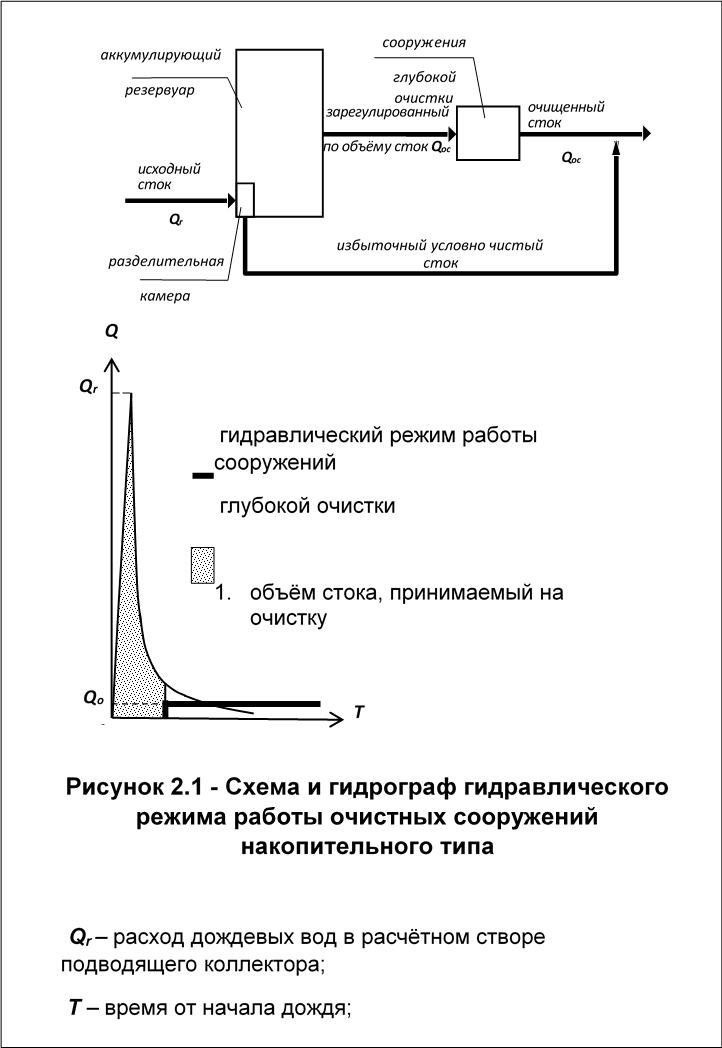 сооружения
глубокой
очистки
аккумулирующий
резервуар
зарегулированный
по объёму сток Qос
очищенный
сток
Qос
исходный
сток
Qr
разделительная
камера
избыточный условно чистый
сток
Q
Qr
гидравлический режим работы
сооружений
глубокой очистки
1. объём стока, принимаемый на
очистку
Qо
T
Рисунок 2.1 - Схема и гидрограф гидравлического
режима работы очистных сооружений
накопительного типа
Qr – расход дождевых вод в расчётном створе
подводящего коллектора;
T – время от начала дождя;